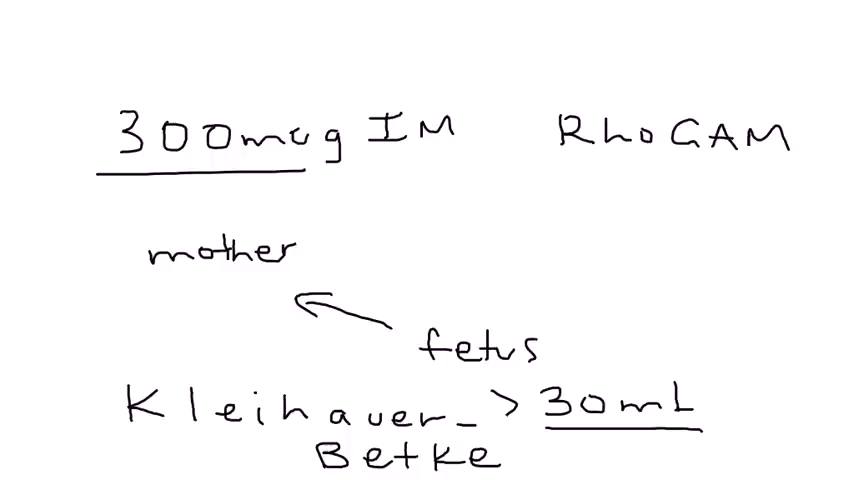 300mcg IM RhoGAM
mother
fetus
Kleihauer- > 30mL
Betke